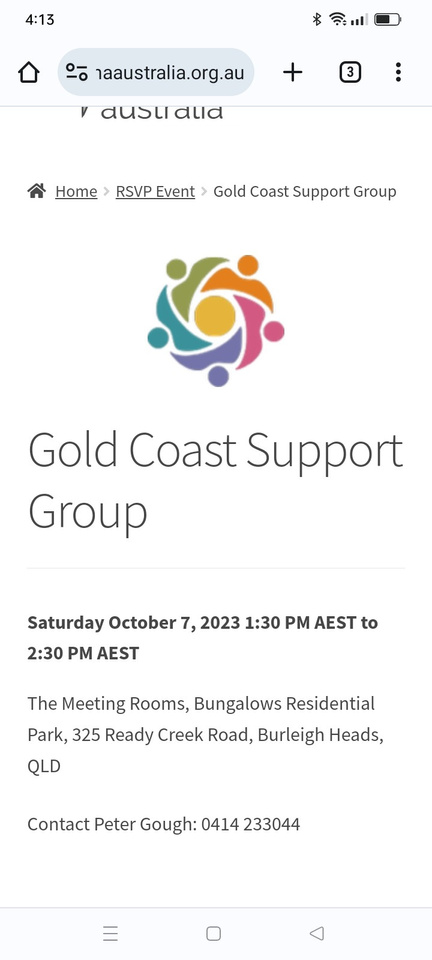 4:13
naaustralia.org.au
3
australia
Home > RSVP Event > Gold Coast Support Group
Gold Coast Support
Group
Saturday October 7, 2023 1:30 PM AEST to
2:30 PM AEST
The Meeting Rooms, Bungalows Residential
Park, 325 Ready Creek Road, Burleigh Heads,
QLD
Contact Peter Gough: 0414 233044